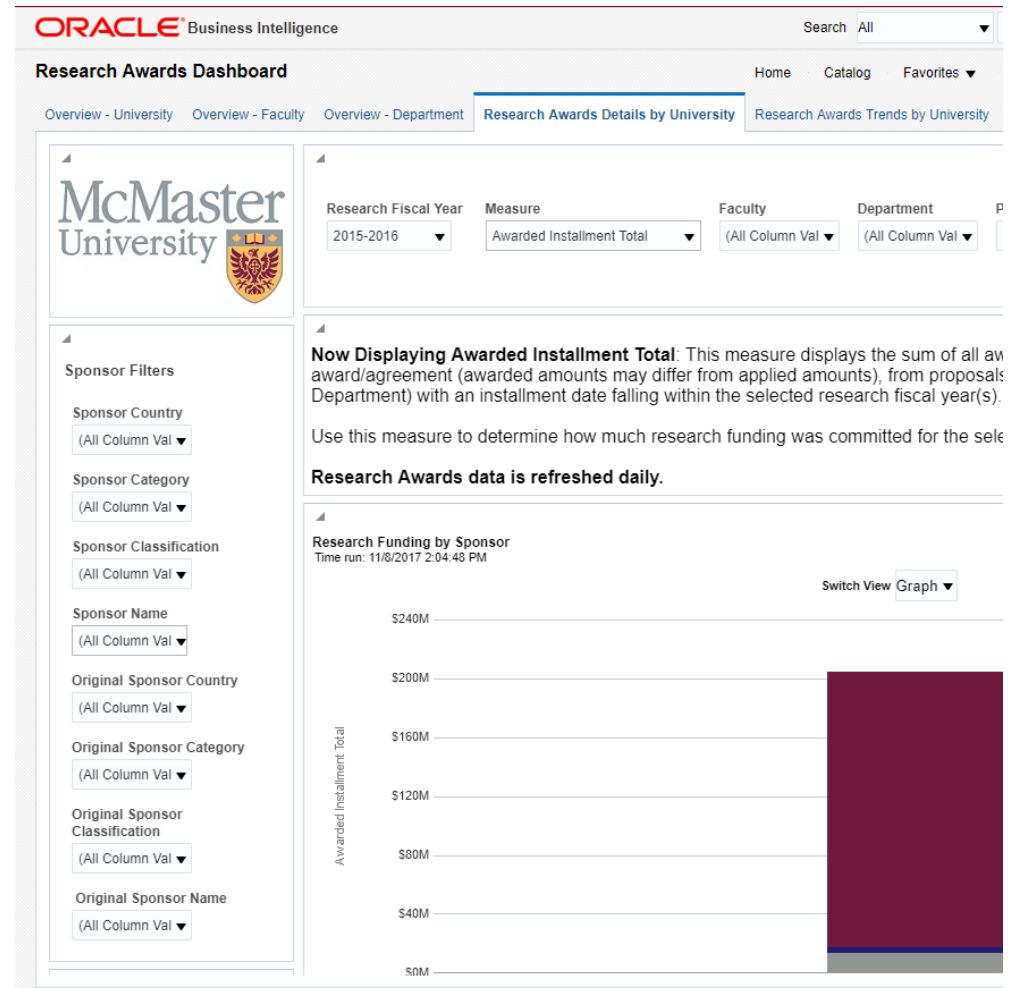 ORACLE Business Intelligence
Search All
Research Awards Dashboard
Home Catalog Favorites
Overview - University Overview - Faculty Overview - Department Research Awards Details by University Research Awards Trends by University
McMaster
University
Research Fiscal Year Measure Faculty Department P
2015-2016 Awarded Installment Total (All Column Val (All Column Val
Sponsor Filters
Sponsor Country
(All Column Val
Sponsor Category
(All Column Val
Sponsor Classification
(All Column Val
Sponsor Name
(All Column Val
Original Sponsor Country
(All Column Val
Original Sponsor Category
(All Column Val
Original Sponsor
Classification
(All Column Val
Original Sponsor Name
(All Column Val
Now Displaying Awarded Installment Total: This measure displays the sum of all aw
award/agreement (awarded amounts may differ from applied amounts), from proposals
Department) with an installment date falling within the selected research fiscal year(s).
Use this measure to determine how much research funding was committed for the sele
Research Awards data is refreshed daily.
Research Funding by Sponsor
Time run: 11/8/2017 2:04:48 PM
Switch View Graph
Awarded Installment Total
$240M
$200M
$160M
$120M
$80M
$40M
$0M